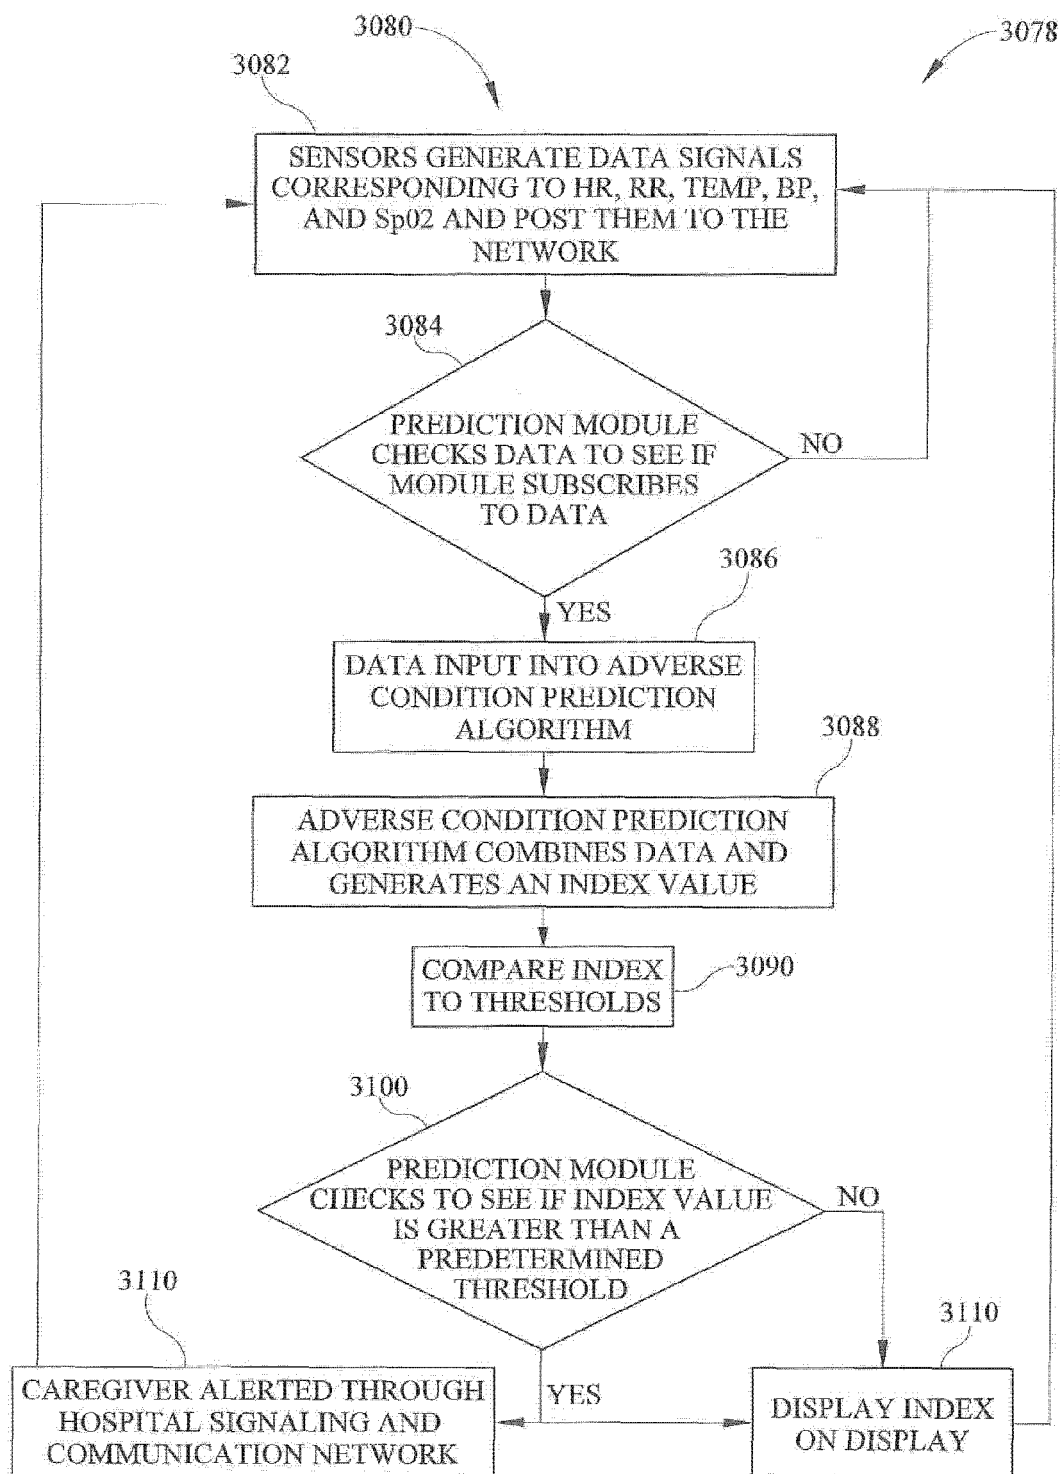 3080
3078
3082
SENSORS GENERATE DATA SIGNALS
CORRESPONDING TO HR, RR, TEMP, BP,
AND Sp02 AND POST THEM TO THE
NETWORK
3084
PREDICTION MODULE
CHECKS DATA TO SEE IF
MODULE SUBSCRIBES
TO DATA
NO
3086
YES
DATA INPUT INTO ADVERSE
CONDITION PREDICTION
ALGORITHM
3088
ADVERSE CONDITION PREDICTION
ALGORITHM COMBINES DATA AND
GENERATES AN INDEX VALUE
COMPARE INDEX
TO THRESHOLDS
3090
3100
PREDICTION MODULE
CHECKS TO SEE IF INDEX VALUE
IS GREATER THAN A
PREDETERMINED
THRESHOLD
NO
3110
3110
YES
CAREGIVER ALERTED THROUGH
HOSPITAL SIGNALING AND
COMMUNICATION NETWORK
DISPLAY INDEX
ON DISPLAY